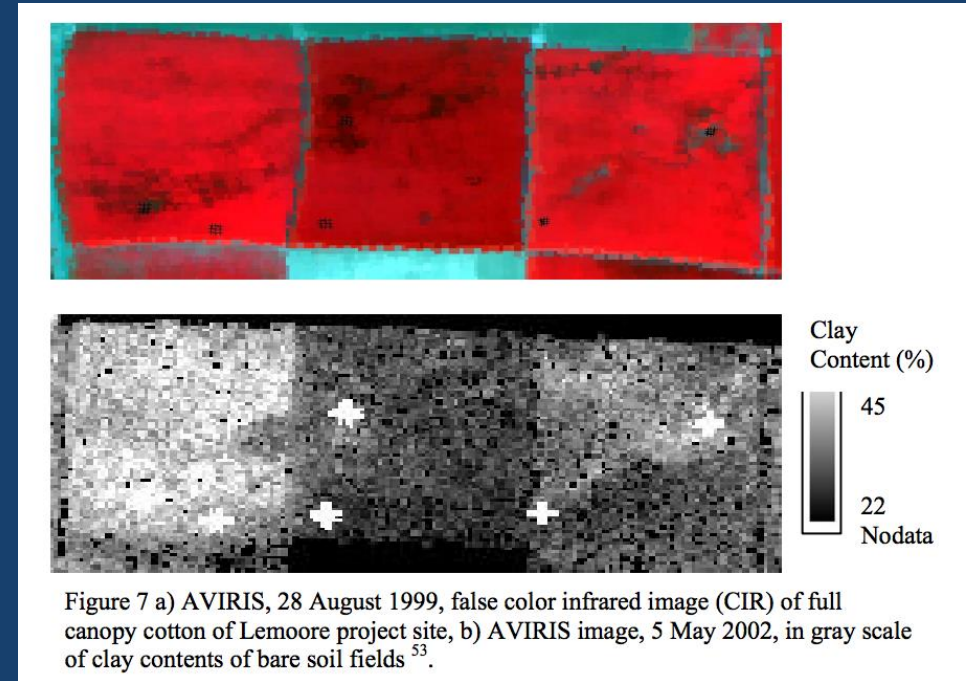 Clay
Content (%)
45
22
Nodata
Figure 7 a) AVIRIS, 28 August 1999, false color infrared image (CIR) of full
canopy cotton of Lemoore project site, b) AVIRIS image, 5 May 2002, in gray scale
of clay contents of bare soil fields 53.